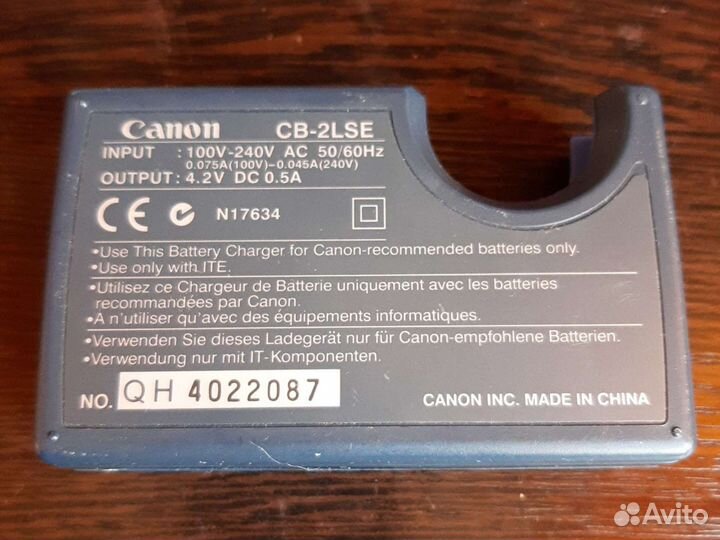 Canon CB-2LSE
INPUT : 100V-240V AC 50/60Hz
0.075A(100V)-0.045A(240V)
OUTPUT: 4.2V DC 0.5A
CE N17634
•Use This Battery Charger for Canon-recommended batteries only.
•Use only with ITE.
•Utilisez ce Chargeur de Batterie uniquement avec les batteries
recommandées par Canon.
•A n'utiliser qu'avec des équipements informatiques.
•Verwenden Sie dieses Ladegerät nur für Canon-empfohlene Batterien.
•Verwendung nur mit IT-Komponenten.
NO. QH 4022087 CANON INC. MADE IN CHINA
Avito